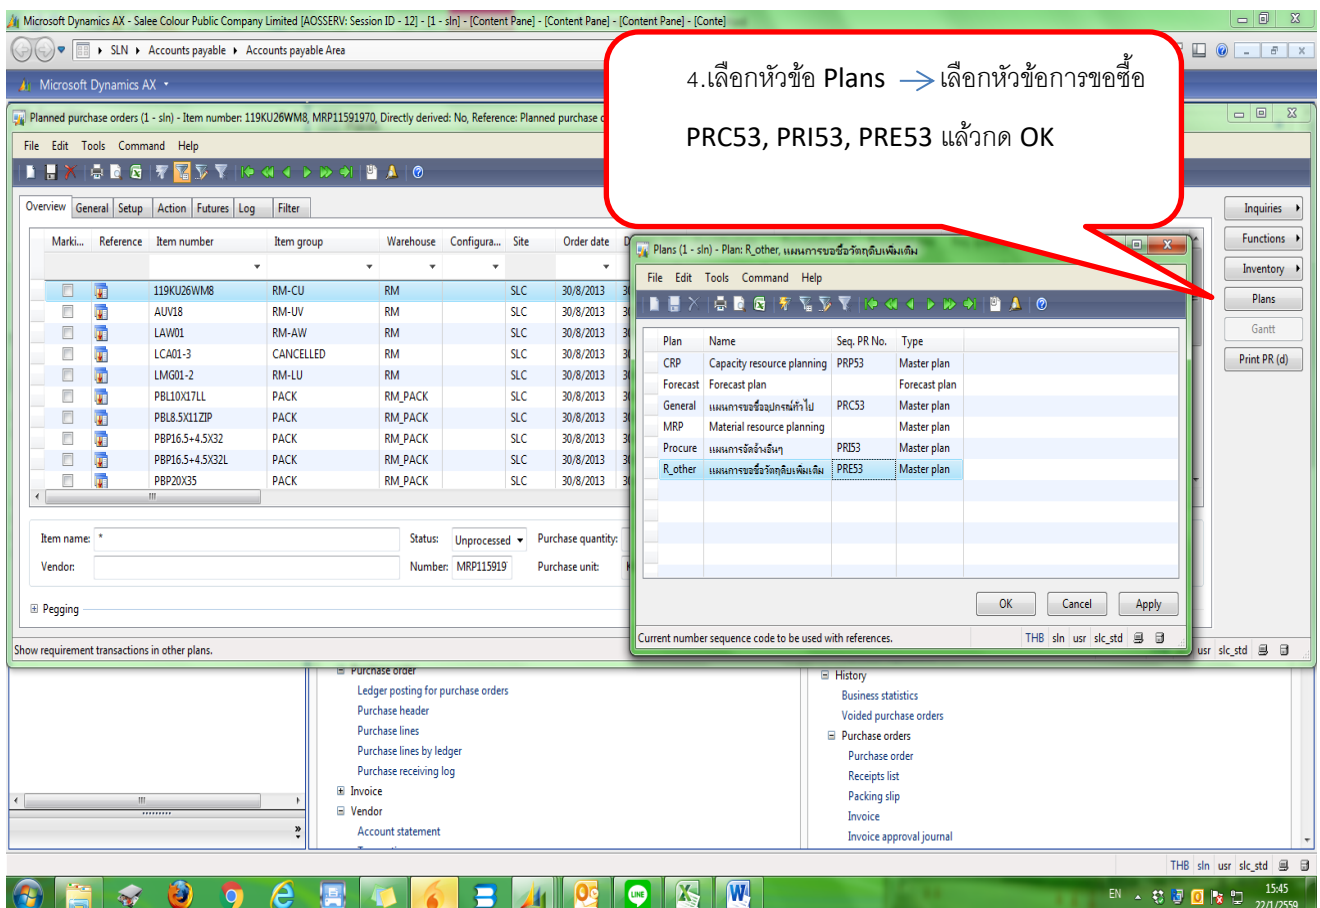 Microsoft Dynamics AX - Salee Colour Public Company Limited [AOSSERV: Session ID - 12] - [1 - sln] - [Content Pane] - [Content Pane] - [Content Pane] - [Conte]
SLN Accounts payable Accounts payable Area
Microsoft Dynamics AX
4.เลือกหัวข้อ Plans → เลือกหัวข้อการขอซื้อ
PRC53, PRI53, PRE53 แล้วกด OK
Planned purchase orders (1 - sln) - Item number: 119KU26WM8, MRP11591970, Directly derived: No, Reference: Planned purchase
File Edit Tools Command Help
Overview General Setup Action Futures Log Filter
Inquiries
Functions
Inventory
Plans
Gantt
Print PR (d)
Marki... Reference Item number Item group Warehouse Configura... Site Order date
119KU26WM8 RM-CU RM SLC 30/8/2013
AUV18 RM-UV RM SLC 30/8/2013
LAW01 RM-AW RM SLC 30/8/2013
LCA01-3 CANCELLED RM SLC 30/8/2013
LMG01-2 RM-LU RM SLC 30/8/2013
PBL10X17LL PACK RM_PACK SLC 30/8/2013
PBL8.5X11ZIP PACK RM_PACK SLC 30/8/2013
PBP16.5+4.5X32 PACK RM_PACK SLC 30/8/2013
PBP16.5+4.5X32L PACK RM_PACK SLC 30/8/2013
PBP20X35 PACK RM_PACK SLC 30/8/2013
Item name: * Status: Unprocessed Purchase quantity:
Vendor: Number: MRP115919 Purchase unit:
Pegging
Show requirement transactions in other plans.
usr slc_std
Plans (1 - sln) - Plan: R_other, แผนการขอซื้อวัตถุดิบเพิ่มเติม
File Edit Tools Command Help
Plan Name Seq. PR No. Type
CRP Capacity resource planning PRP53 Master plan
Forecast Forecast plan Forecast plan
General แผนการขอซื้ออุปกรณ์ทั่วไป PRC53 Master plan
MRP Material resource planning Master plan
Procure แผนการจัดจ้างอื่นๆ PRI53 Master plan
R_other แผนการขอซื้อวัตถุดิบเพิ่มเติม PRE53 Master plan
OK Cancel Apply
Current number sequence code to be used with references. THB sln usr slc_std
Purchase order
Ledger posting for purchase orders
Purchase header
Purchase lines
Purchase lines by ledger
Purchase receiving log
Invoice
Vendor
Account statement
History
Business statistics
Voided purchase orders
Purchase orders
Purchase order
Receipts list
Packing slip
Invoice
Invoice approval journal
THB sln usr slc_std
LINE
EN
15:45
22/1/2559